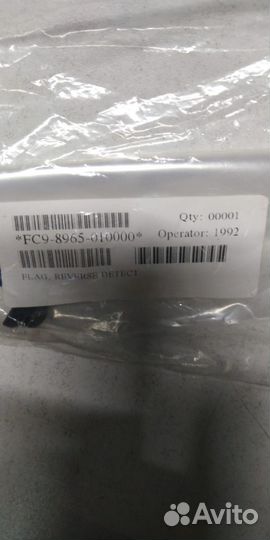 Qty: 00001
*FC9-8965-010000* Operator: 1992
FLAG, REVERSE DETECT
Avito